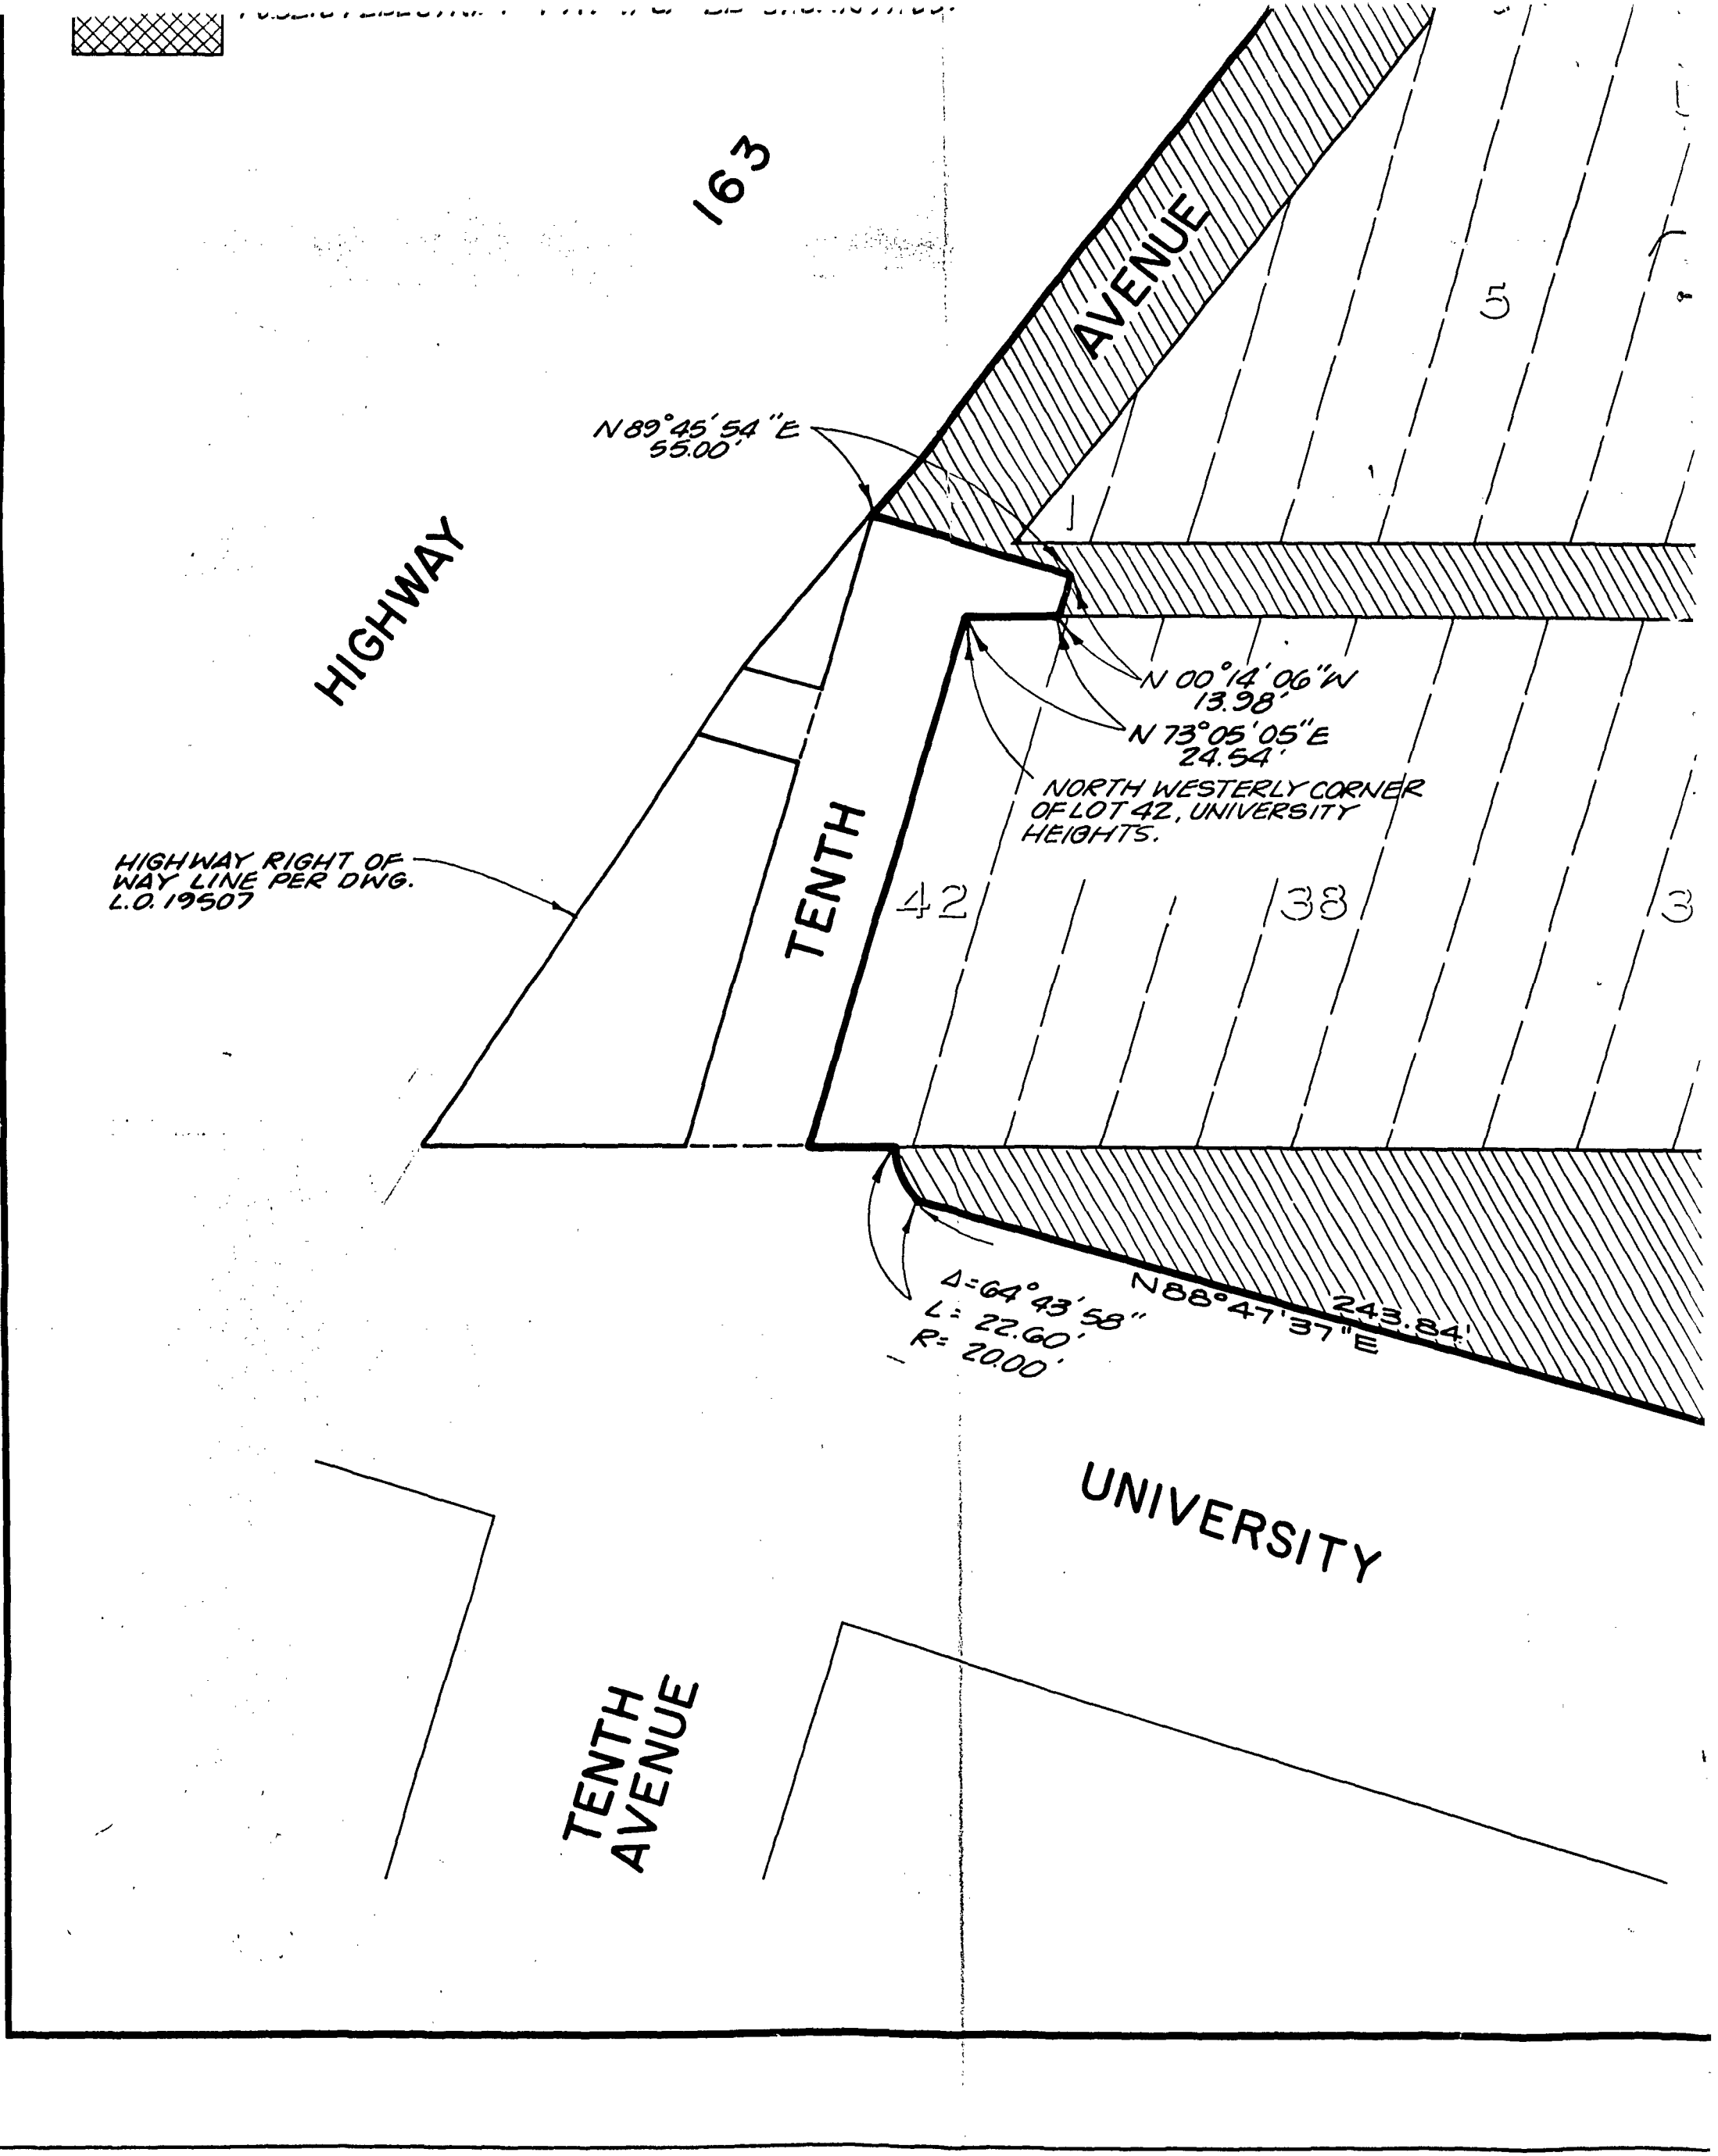 163
AVENUE
5
N 89°45'54"E
55.00'
1
HIGHWAY
N 00°14'06"W
13.98'
N 73°05'05"E
24.54'
NORTH WESTERLY CORNER
OF LOT 42, UNIVERSITY
HEIGHTS.
TENTH
HIGHWAY RIGHT OF
WAY LINE PER DWG.
L.O. 19507
42
38
3
Δ=64°43'58"
L= 22.60'
R= 20.00'
243.84'
N88°47'37"E
UNIVERSITY
TENTH
AVENUE